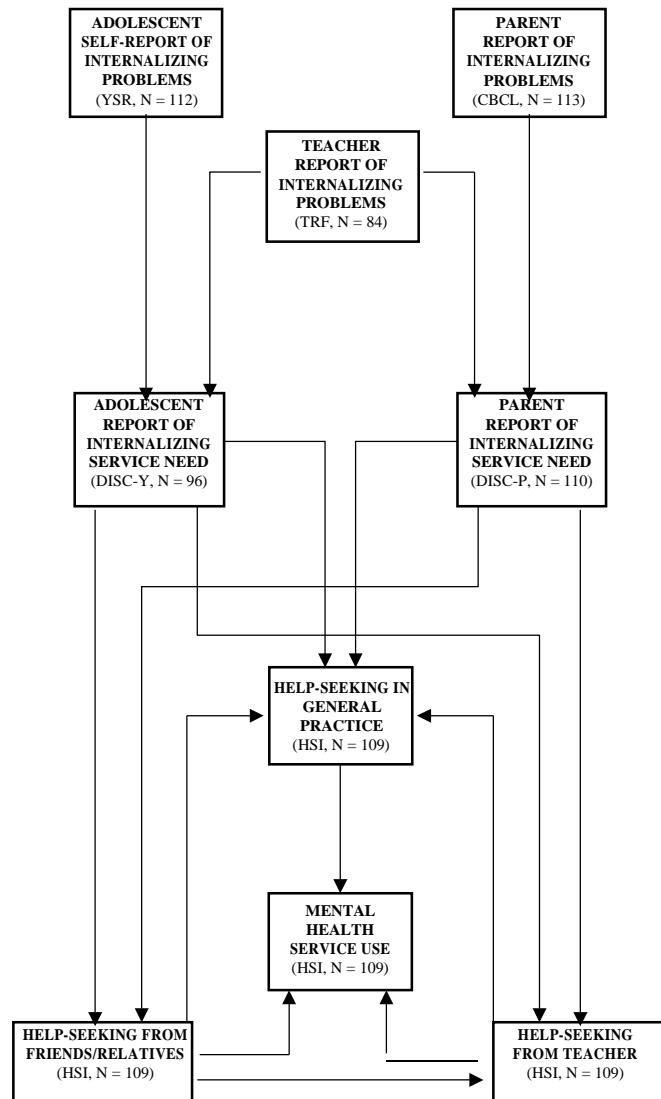 ADOLESCENT
SELF-REPORT OF
INTERNALIZING
PROBLEMS
(YSR, N = 112)
PARENT
REPORT OF
INTERNALIZING
PROBLEMS
(CBCL, N = 113)
TEACHER
REPORT OF
INTERNALIZING
PROBLEMS
(TRF, N = 84)
ADOLESCENT
REPORT OF
INTERNALIZING
SERVICE NEED
(DISC-Y, N = 96)
PARENT
REPORT OF
INTERNALIZING
SERVICE NEED
(DISC-P, N = 110)
HELP-SEEKING IN
GENERAL
PRACTICE
(HSI, N = 109)
MENTAL
HEALTH
SERVICE USE
(HSI, N = 109)
HELP-SEEKING FROM
FRIENDS/RELATIVES
(HSI, N = 109)
HELP-SEEKING
FROM TEACHER
(HSI, N = 109)